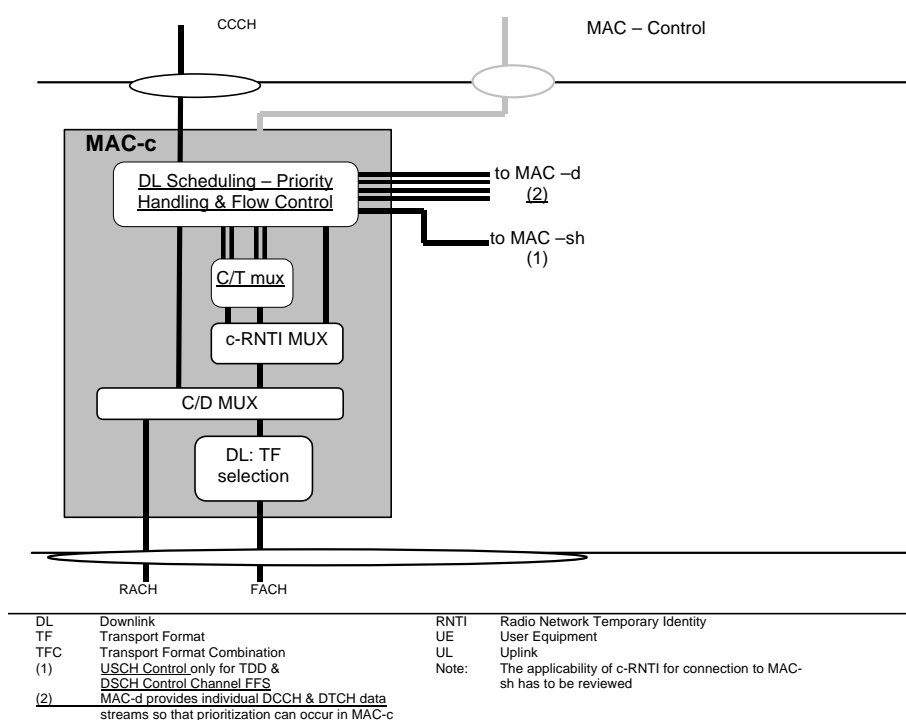 CCCH
MAC – Control
MAC-c
DL Scheduling – Priority
Handling & Flow Control
to MAC –d
(2)
to MAC –sh
(1)
C/T mux
c-RNTI MUX
C/D MUX
DL: TF
selection
RACH
FACH
DL Downlink
TF Transport Format
TFC Transport Format Combination
(1) USCH Control only for TDD &
DSCH Control Channel FFS
(2) MAC-d provides individual DCCH & DTCH data
streams so that prioritization can occur in MAC-c
RNTI Radio Network Temporary Identity
UE User Equipment
UL Uplink
Note: The applicability of c-RNTI for connection to MAC-
sh has to be reviewed